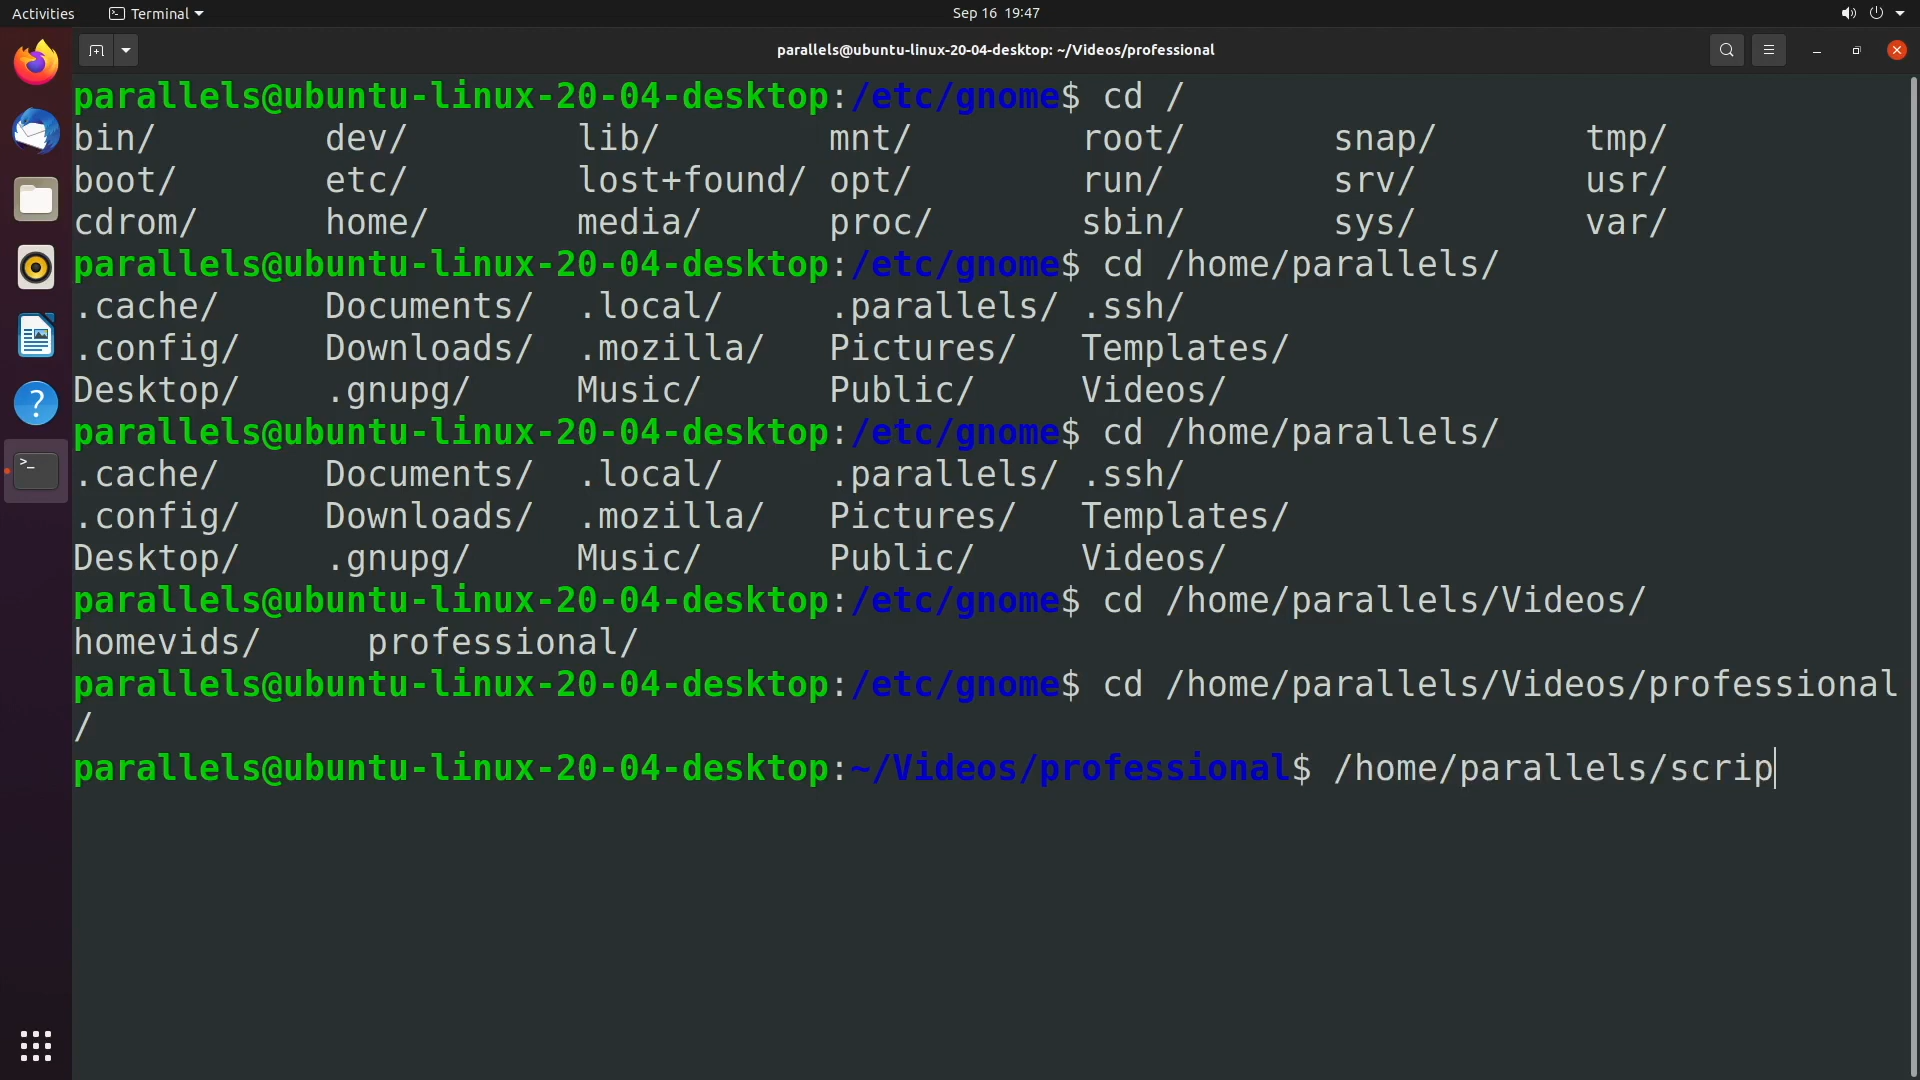 Activities Terminal Sep 16 19:47
parallels@ubuntu-linux-20-04-desktop: ~/Videos/professional
parallels@ubuntu-linux-20-04-desktop:/etc/gnome$ cd /
bin/ dev/ lib/ mnt/ root/ snap/ tmp/
boot/ etc/ lost+found/ opt/ run/ srv/ usr/
cdrom/ home/ media/ proc/ sbin/ sys/ var/
parallels@ubuntu-linux-20-04-desktop:/etc/gnome$ cd /home/parallels/
.cache/ Documents/ .local/ .parallels/ .ssh/
.config/ Downloads/ .mozilla/ Pictures/ Templates/
Desktop/ .gnupg/ Music/ Public/ Videos/
parallels@ubuntu-linux-20-04-desktop:/etc/gnome$ cd /home/parallels/
.cache/ Documents/ .local/ .parallels/ .ssh/
.config/ Downloads/ .mozilla/ Pictures/ Templates/
Desktop/ .gnupg/ Music/ Public/ Videos/
parallels@ubuntu-linux-20-04-desktop:/etc/gnome$ cd /home/parallels/Videos/
homevids/ professional/
parallels@ubuntu-linux-20-04-desktop:/etc/gnome$ cd /home/parallels/Videos/professional
/
parallels@ubuntu-linux-20-04-desktop:~/Videos/professional$ /home/parallels/scrip